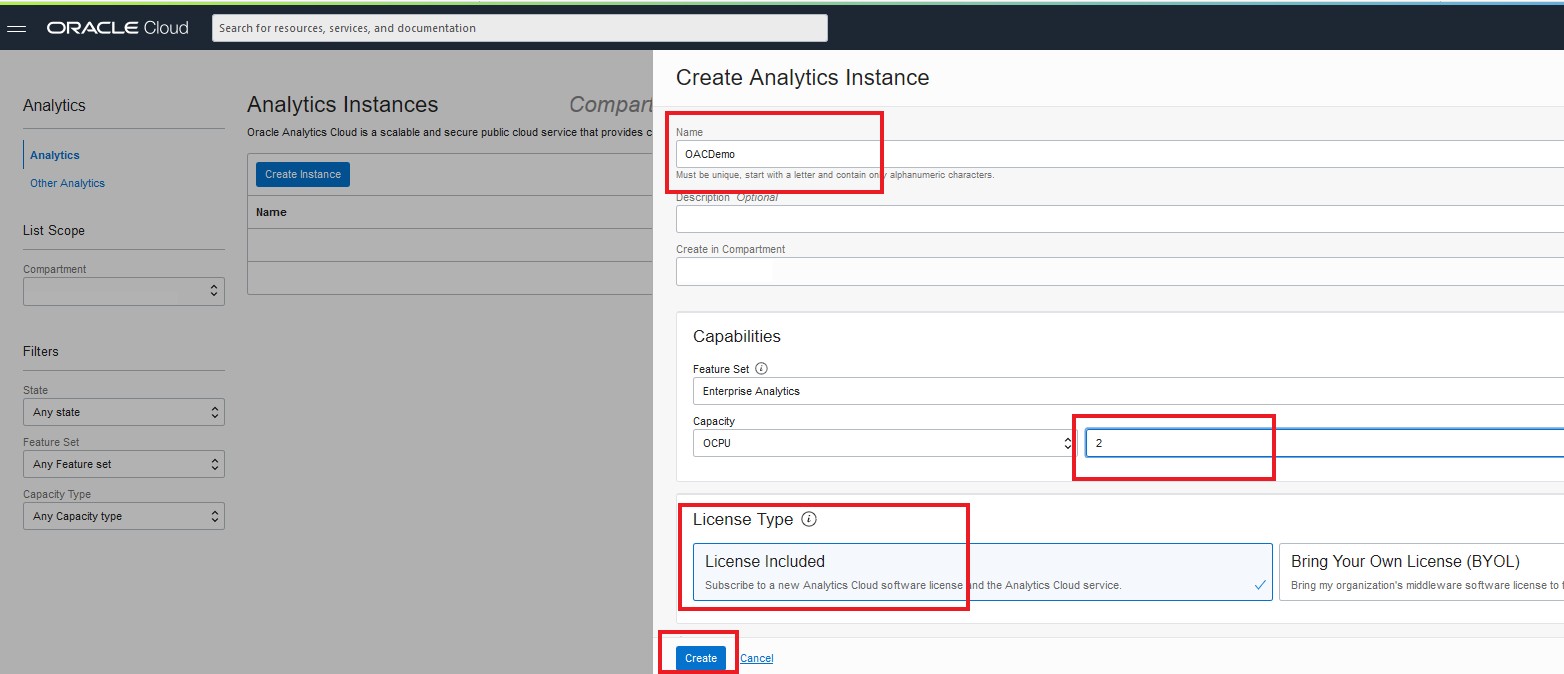 ORACLE Cloud
Search for resources, services, and documentation
Analytics
Analytics
Other Analytics
List Scope
Compartment
Filters
State
Any state
Feature Set
Any Feature set
Capacity Type
Any Capacity type
Analytics Instances
Oracle Analytics Cloud is a scalable and secure public cloud service that provides
Create Instance
Name
Create Analytics Instance
Name
OACDemo
Must be unique, start with a letter and contain only alphanumeric characters.
Description Optional
Create in Compartment
Capabilities
Feature Set
Enterprise Analytics
Capacity
OCPU
2
License Type
License Included
Subscribe to a new Analytics Cloud software license and the Analytics Cloud service.
Bring Your Own License (BYOL)
Bring my organization's middleware software license to
Create
Cancel